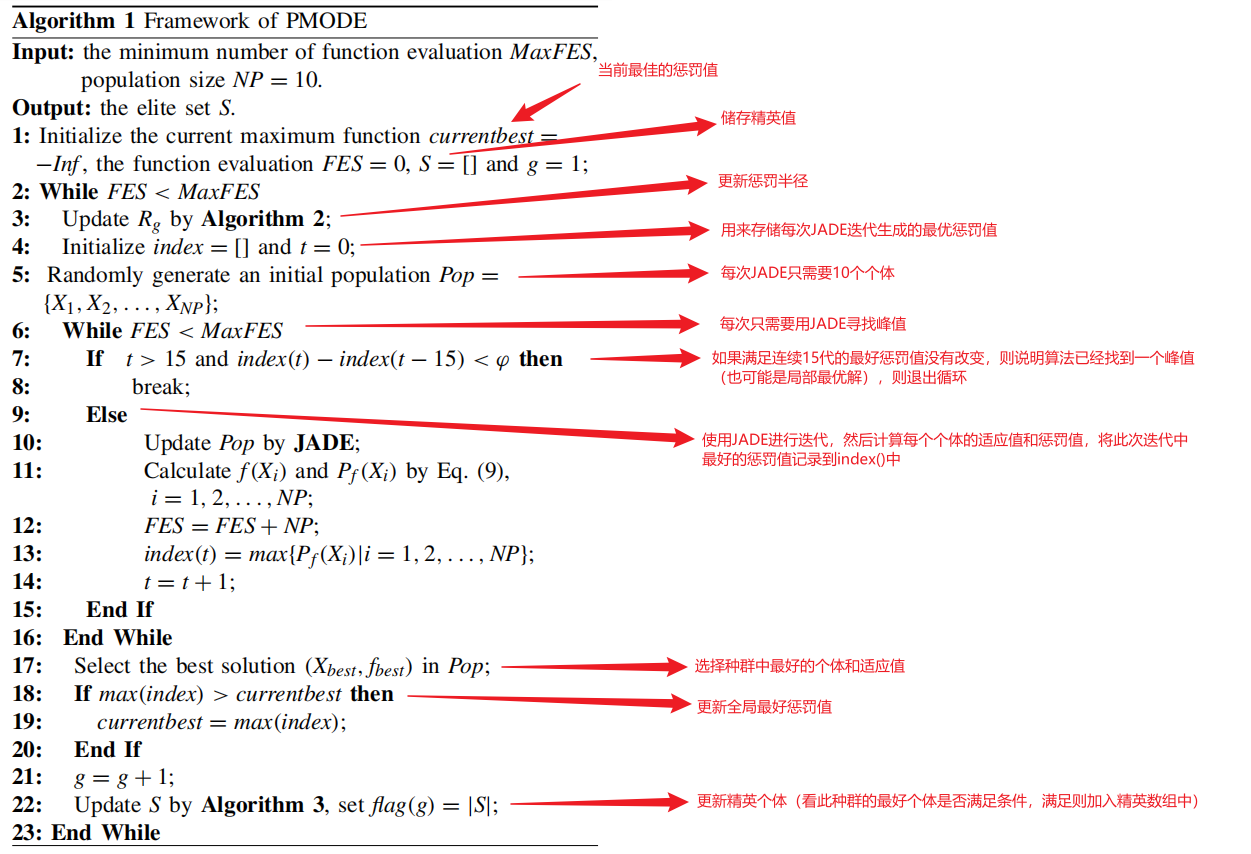 Algorithm 1 Framework of PMODE
Input: the minimum number of function evaluation MaxFES,
population size NP = 10.
当前最佳的惩罚值
Output: the elite set S.
1: Initialize the current maximum function currentbest =
储存精英值
−Inf, the function evaluation FES = 0, S = [] and g = 1;
2: While FES < MaxFES
更新惩罚半径
3: Update R_g by Algorithm 2;
4: Initialize index = [] and t = 0;
用来存储每次JADE迭代生成的最优惩罚值
5: Randomly generate an initial population Pop =
每次JADE只需要10个个体
{X_1, X_2, . . . , X_NP};
6: While FES < MaxFES
每次只需要用JADE寻找峰值
7: If t > 15 and index(t) − index(t − 15) < φ then
如果满足连续15代的最好惩罚值没有改变，则说明算法已经找到一个峰值
（也可能是局部最优解），则退出循环
8: break;
9: Else
10: Update Pop by JADE;
使用JADE进行迭代，然后计算每个个体的适应值和惩罚值，将此次迭代中
最好的惩罚值记录到index()中
11: Calculate f(X_i) and P_f(X_i) by Eq. (9),
i = 1, 2, . . . , NP;
12: FES = FES + NP;
13: index(t) = max{P_f(X_i)|i = 1, 2, . . . , NP};
14: t = t + 1;
15: End If
16: End While
17: Select the best solution (X_best, f_best) in Pop;
选择种群中最好的个体和适应值
18: If max(index) > currentbest then
更新全局最好惩罚值
19: currentbest = max(index);
20: End If
21: g = g + 1;
22: Update S by Algorithm 3, set flag(g) = |S|;
更新精英个体（看此种群的最好个体是否满足条件，满足则加入精英数组中）
23: End While